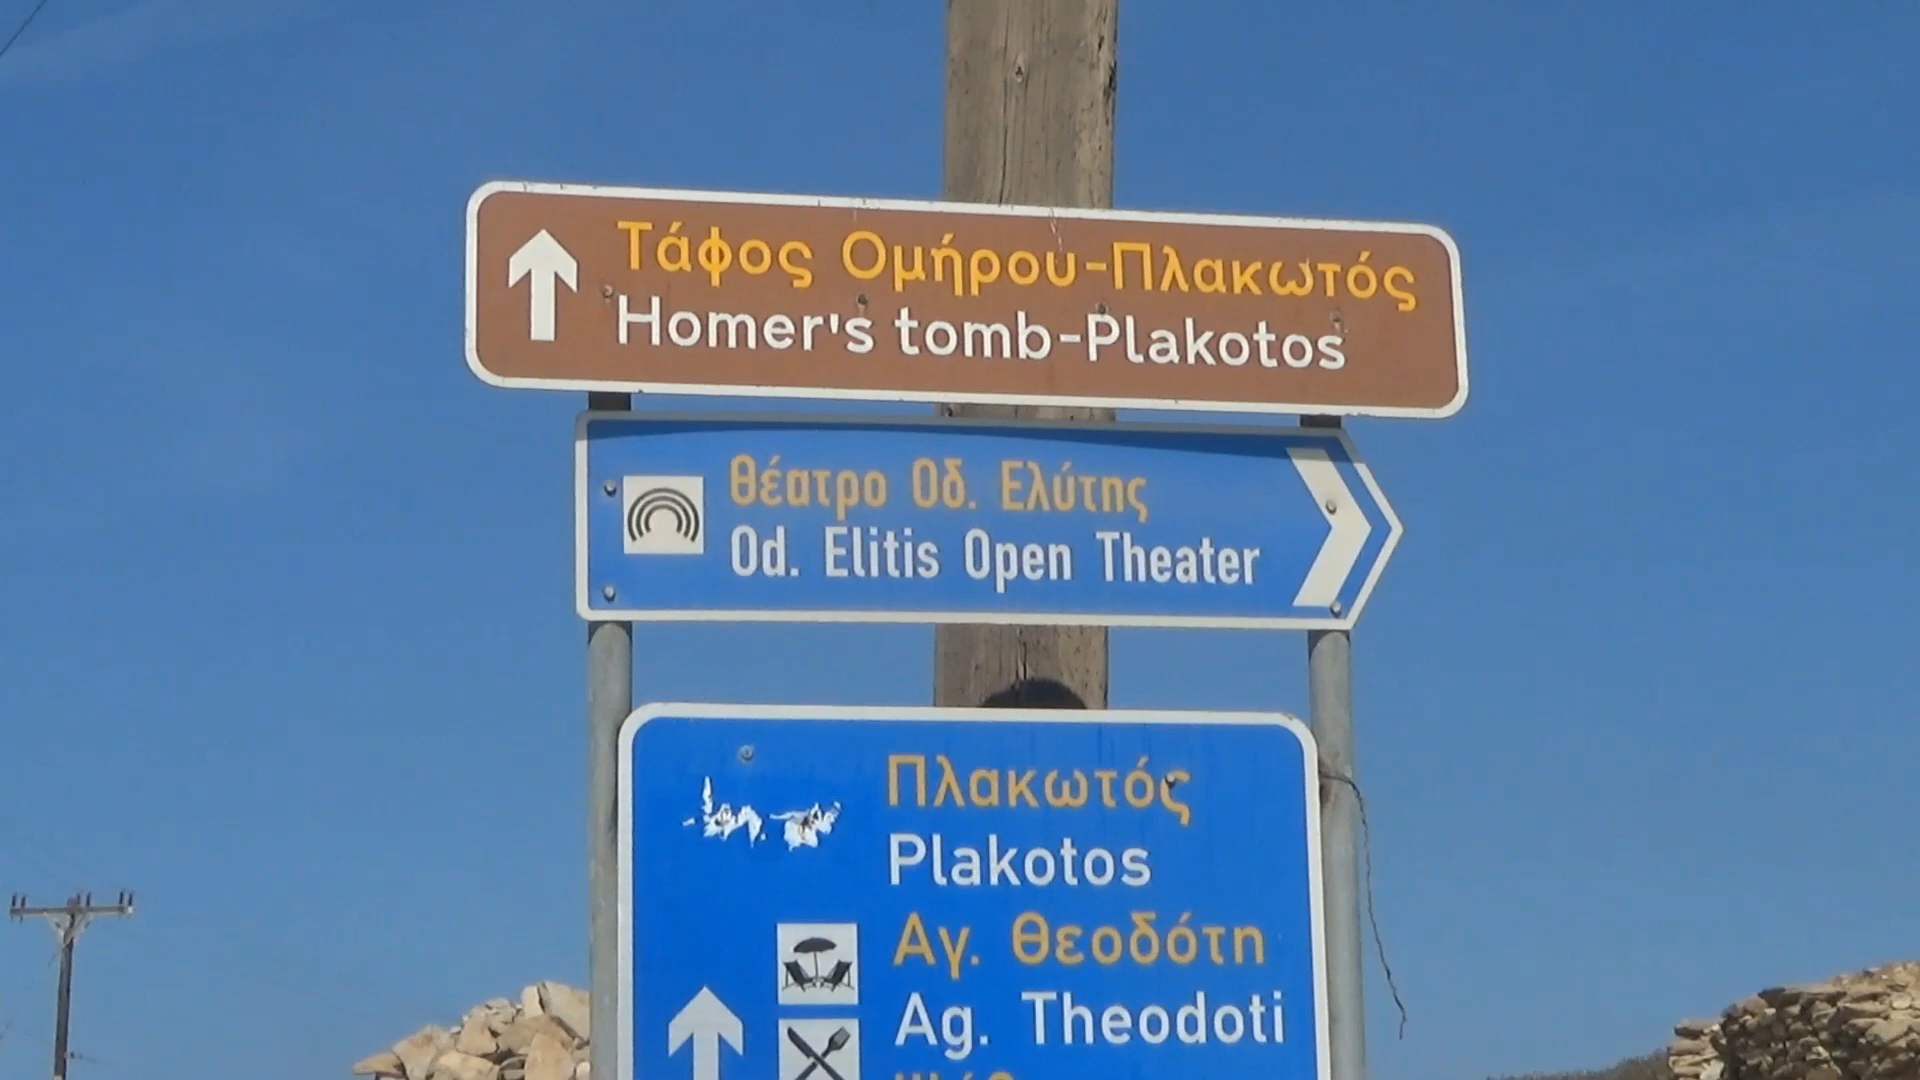 Τάφος Ομήρου-Πλακωτός
Homer's tomb-Plakotos
Θέατρο Οδ. Ελύτης
Od. Elitis Open Theater
Πλακωτός
Plakotos
Αγ. Θεοδότη
Ag. Theodoti